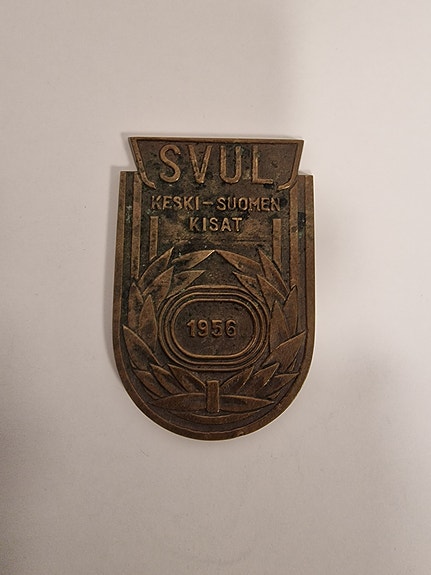 SVUL
KESKI-SUOMEN
KISAT
1956